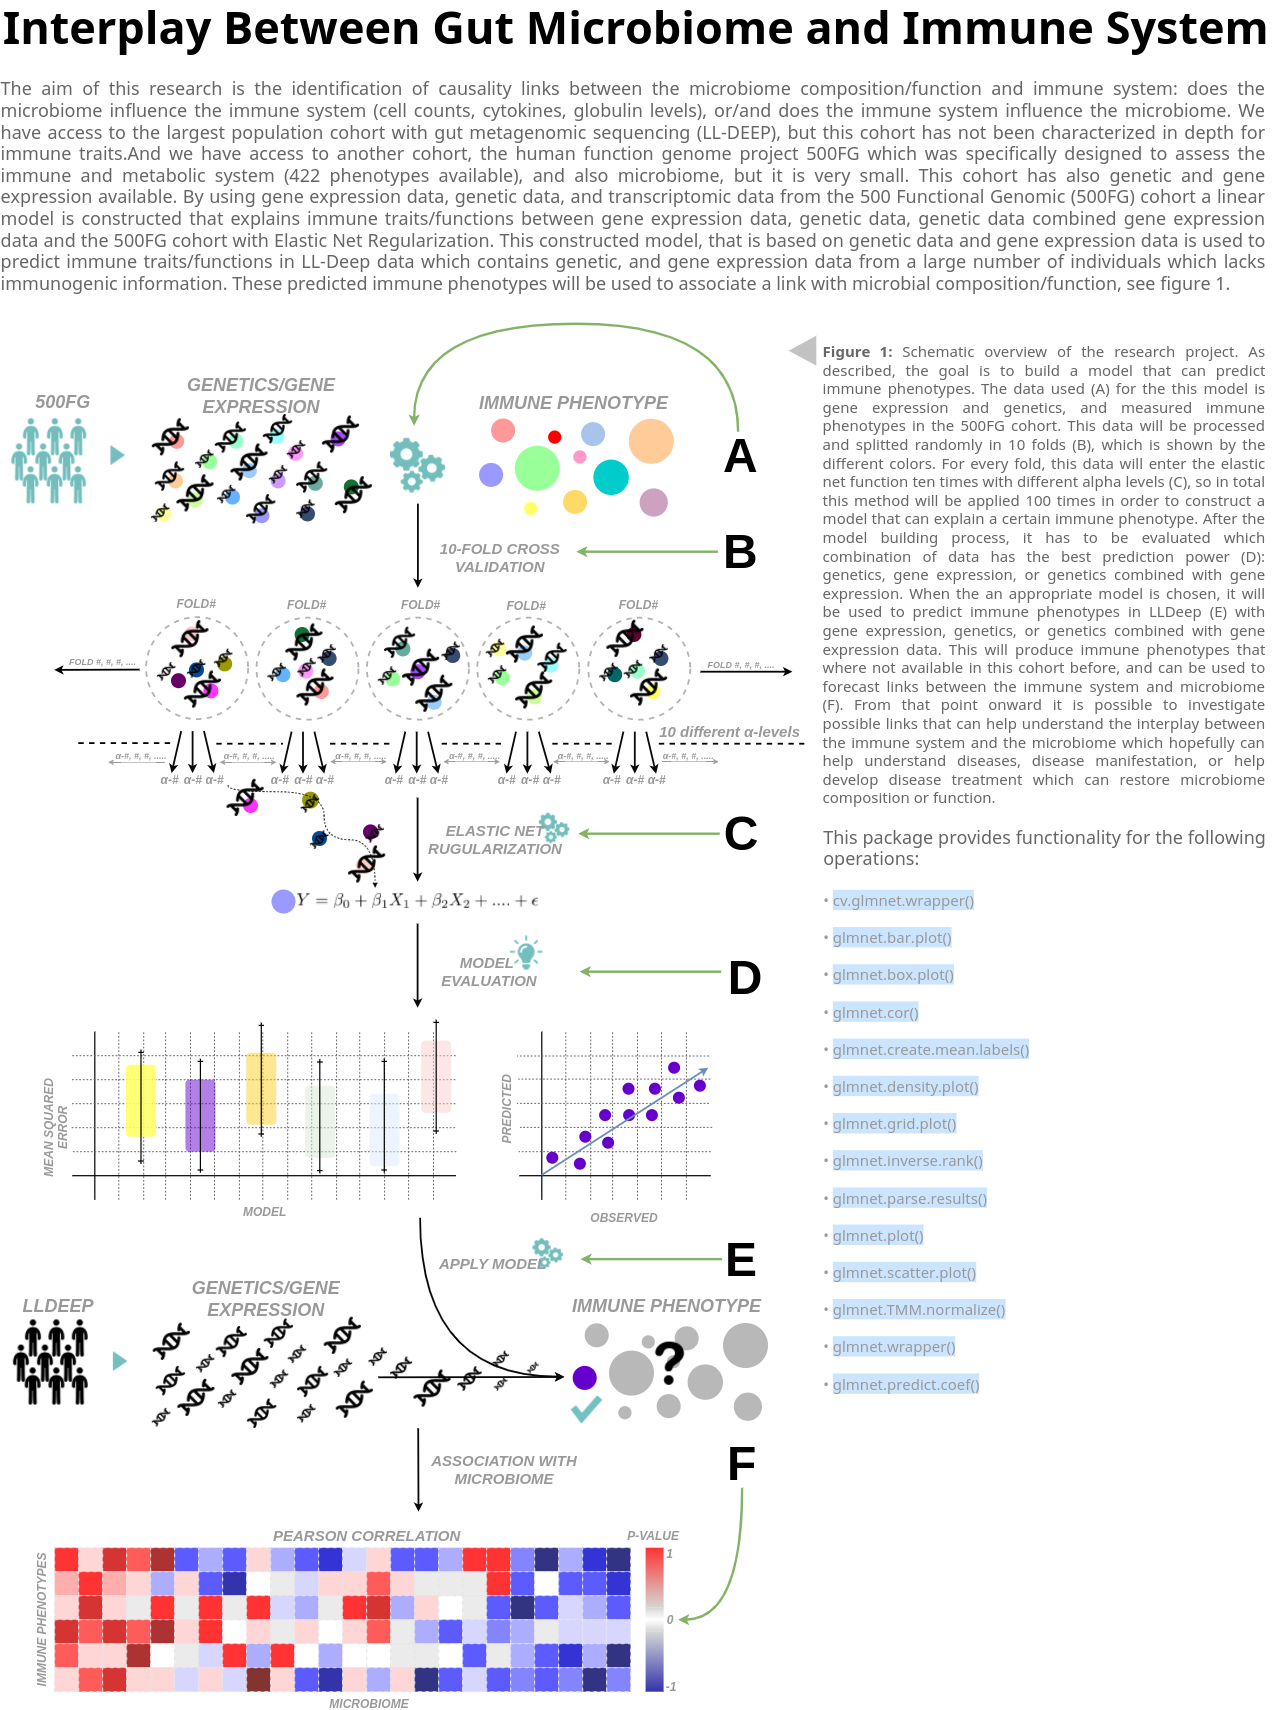 Interplay Between Gut Microbiome and Immune System
The aim of this research is the identification of causality links between the microbiome composition/function and immune system: does the
microbiome influence the immune system (cell counts, cytokines, globulin levels), or/and does the immune system influence the microbiome. We
have access to the largest population cohort with gut metagenomic sequencing (LL-DEEP), but this cohort has not been characterized in depth for
immune traits.And we have access to another cohort, the human function genome project 500FG which was specifically designed to assess the
immune and metabolic system (422 phenotypes available), and also microbiome, but it is very small. This cohort has also genetic and gene
expression available. By using gene expression data, genetic data, and transcriptomic data from the 500 Functional Genomic (500FG) cohort a linear
model is constructed that explains immune traits/functions between gene expression data, genetic data, genetic data combined gene expression
data and the 500FG cohort with Elastic Net Regularization. This constructed model, that is based on genetic data and gene expression data is used to
predict immune traits/functions in LL-Deep data which contains genetic, and gene expression data from a large number of individuals which lacks
immunogenic information. These predicted immune phenotypes will be used to associate a link with microbial composition/function, see figure 1.
500FG
GENETICS/GENE
EXPRESSION
IMMUNE PHENOTYPE
A
10-FOLD CROSS
VALIDATION
B
FOLD#
FOLD#
FOLD#
FOLD#
FOLD#
FOLD #, #, #, ....
FOLD #, #, #, ....
10 different α-levels
α-#, #, #, .....
α-#, #, #, .....
α-#, #, #, .....
α-#, #, #, .....
α-#, #, #, .....
α-#, #, #, .....
α-# α-# α-#
α-# α-# α-#
α-# α-# α-#
α-# α-# α-#
α-# α-# α-#
ELASTIC NET
RUGULARIZATION
C
Y = β0 + β1X1 + β2X2 + .... + ϵ
MODEL
EVALUATION
D
MEAN SQUARED
ERROR
MODEL
PREDICTED
OBSERVED
APPLY MODEL
E
LLDEEP
GENETICS/GENE
EXPRESSION
IMMUNE PHENOTYPE
?
ASSOCIATION WITH
MICROBIOME
F
PEARSON CORRELATION
P-VALUE
IMMUNE PHENOTYPES
1
0
-1
MICROBIOME
Figure 1: Schematic overview of the research project. As
described, the goal is to build a model that can predict
immune phenotypes. The data used (A) for the this model is
gene expression and genetics, and measured immune
phenotypes in the 500FG cohort. This data will be processed
and splitted randomly in 10 folds (B), which is shown by the
different colors. For every fold, this data will enter the elastic
net function ten times with different alpha levels (C), so in total
this method will be applied 100 times in order to construct a
model that can explain a certain immune phenotype. After the
model building process, it has to be evaluated which
combination of data has the best prediction power (D):
genetics, gene expression, or genetics combined with gene
expression. When the an appropriate model is chosen, it will
be used to predict immune phenotypes in LLDeep (E) with
gene expression, genetics, or genetics combined with gene
expression data. This will produce immune phenotypes that
where not available in this cohort before, and can be used to
forecast links between the immune system and microbiome
(F). From that point onward it is possible to investigate
possible links that can help understand the interplay between
the immune system and the microbiome which hopefully can
help understand diseases, disease manifestation, or help
develop disease treatment which can restore microbiome
composition or function.
This package provides functionality for the following
operations:
• cv.glmnet.wrapper()
• glmnet.bar.plot()
• glmnet.box.plot()
• glmnet.cor()
• glmnet.create.mean.labels()
• glmnet.density.plot()
• glmnet.grid.plot()
• glmnet.inverse.rank()
• glmnet.parse.results()
• glmnet.plot()
• glmnet.scatter.plot()
• glmnet.TMM.normalize()
• glmnet.wrapper()
• glmnet.predict.coef()